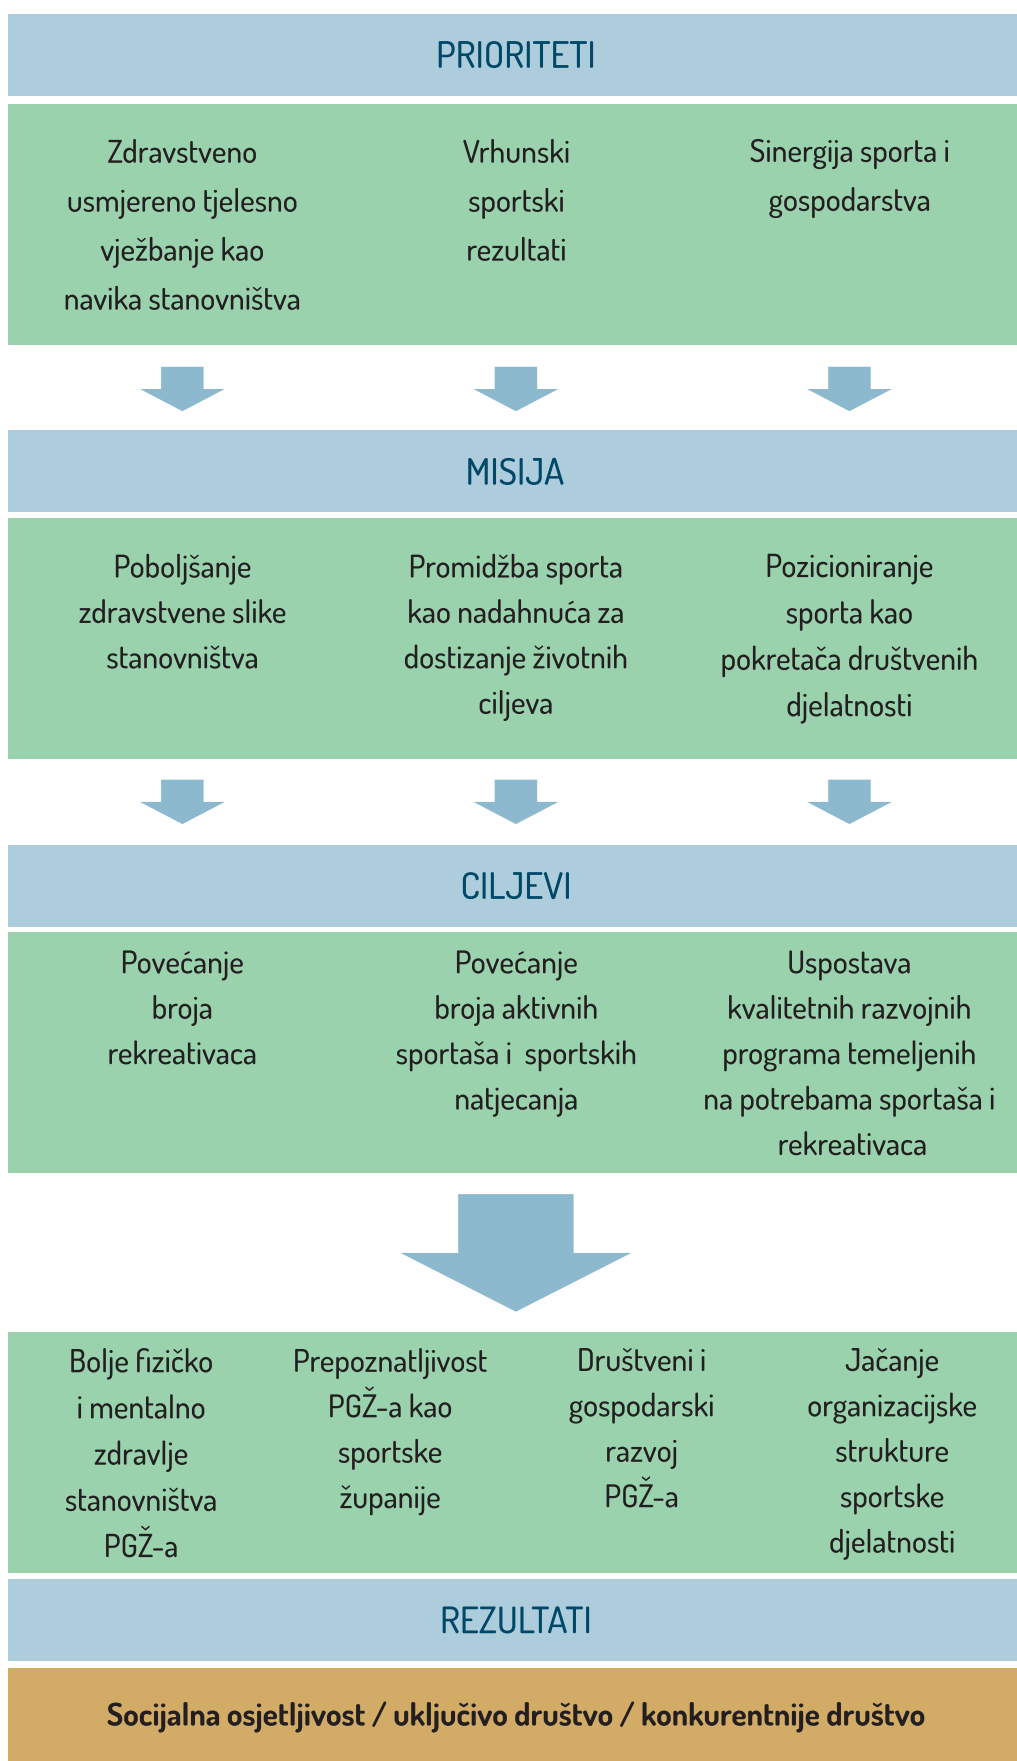 PRIORITETI
Zdravstveno
usmjereno tjelesno
vježbanje kao
navika stanovništva
Vrhunski
sportski
rezultati
Sinergija sporta i
gospodarstva
MISIJA
Poboljšanje
zdravstvene slike
stanovništva
Promidžba sporta
kao nadahnuća za
dostizanje životnih
ciljeva
Pozicioniranje
sporta kao
pokretača društvenih
djelatnosti
CILJEVI
Povećanje
broja
rekreativaca
Povećanje
broja aktivnih
sportaša i sportskih
natjecanja
Uspostava
kvalitetnih razvojnih
programa temeljenih
na potrebama sportaša i
rekreativaca
Bolje fizičko
i mentalno
zdravlje
stanovništva
PGŽ-a
Prepoznatljivost
PGŽ-a kao
sportske
županije
Društveni i
gospodarski
razvoj
PGŽ-a
Jačanje
organizacijske
strukture
sportske
djelatnosti
REZULTATI
Socijalna osjetljivost / uključivo društvo / konkurentnije društvo